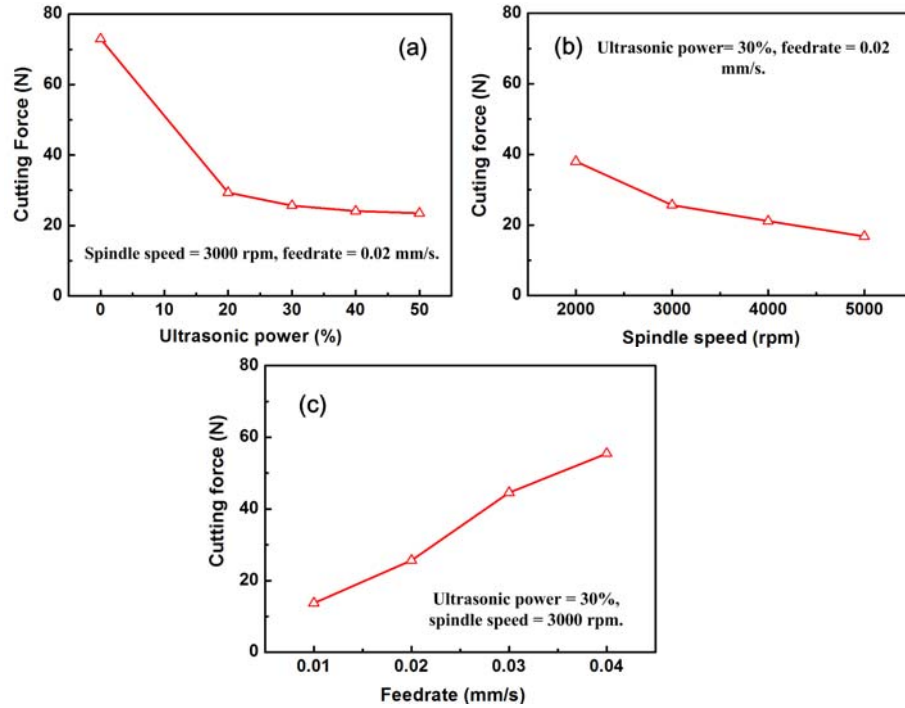 80
60
40
20
0
Cutting Force (N)
(a)
Spindle speed = 3000 rpm, feedrate = 0.02 mm/s.
0 10 20 30 40 50
Ultrasonic power (%)
80
60
40
20
0
Cuting force (N)
(b)
Ultrasonic power= 30%, feedrate = 0.02
mm/s.
2000 3000 4000 5000
Spindle speed (rpm)
80
60
40
20
0
Cutting force (N)
(c)
Ultrasonic power = 30%,
spindle speed = 3000 rpm.
0.01 0.02 0.03 0.04
Feedrate (mm/s)